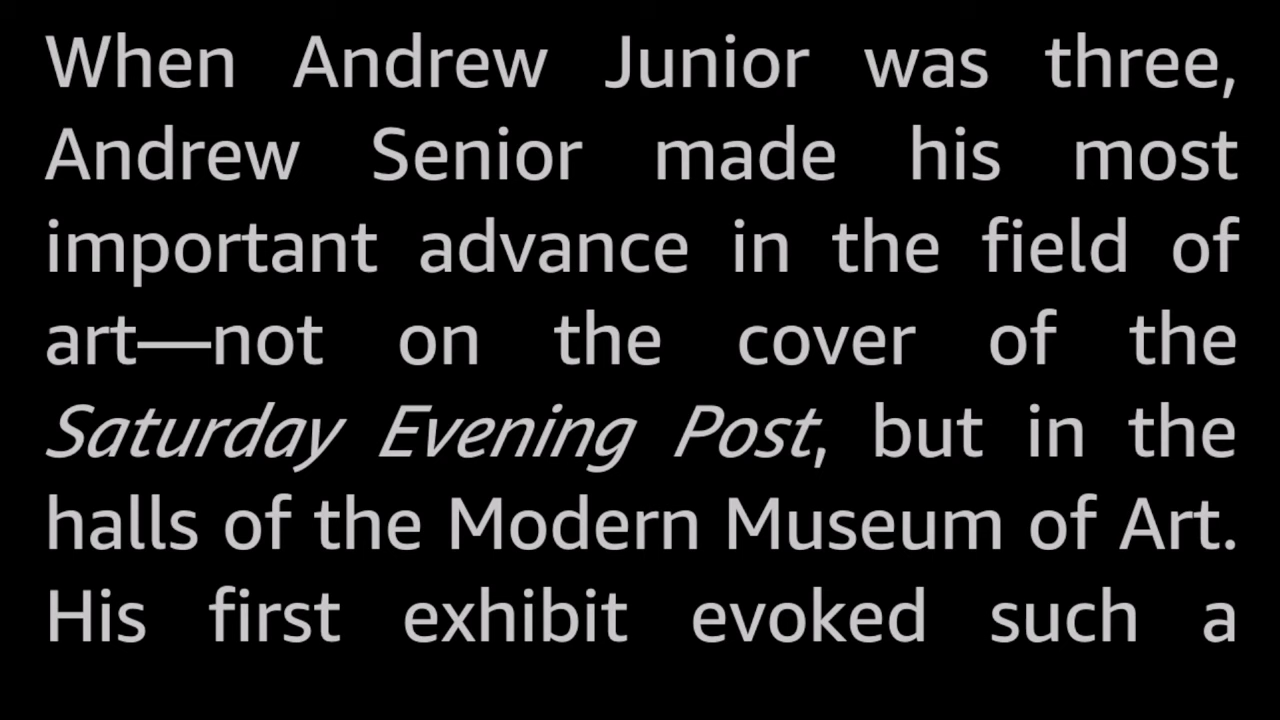 When Andrew Junior was three,
Andrew Senior made his most
important advance in the field of
art—not on the cover of the
Saturday Evening Post, but in the
halls of the Modern Museum of Art.
His first exhibit evoked such a